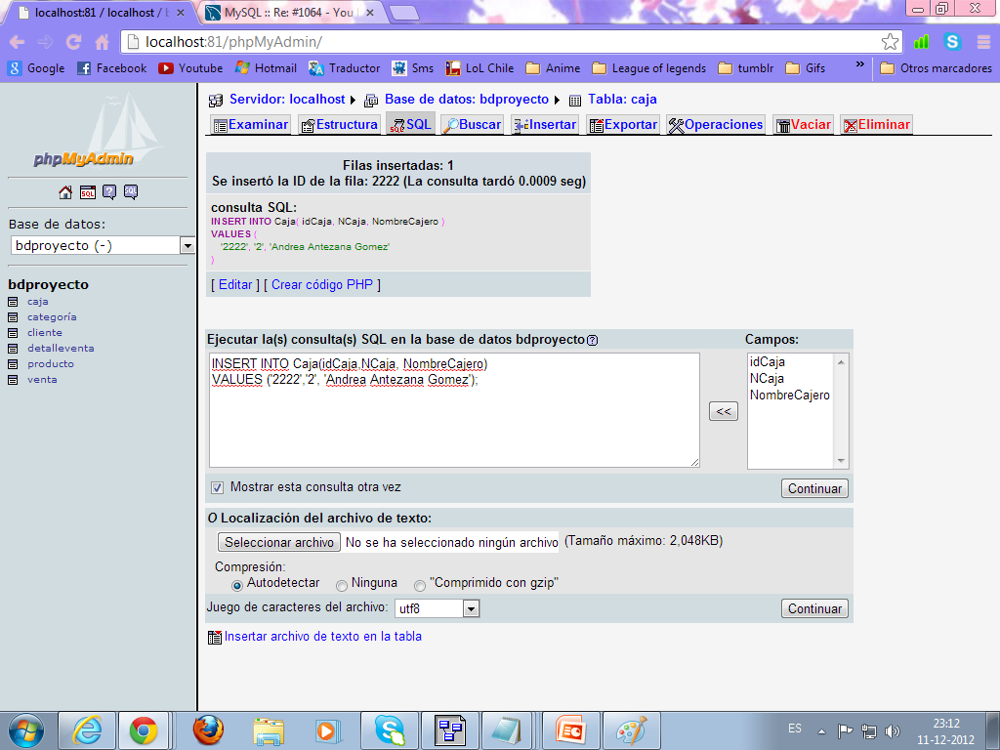 localhost:81 / localhost / b
MySQL :: Re: #1064 - You
localhost:81/phpMyAdmin/
Google Facebook Youtube Hotmail Traductor Sms LoL Chile Anime League of legends tumblr Gifs » Otros marcadores
phpMyAdmin
Base de datos:
bdproyecto (-)
bdproyecto
caja
categoría
cliente
detalleventa
producto
venta
Servidor: localhost Base de datos: bdproyecto Tabla: caja
Examinar Estructura SQL Buscar Insertar Exportar Operaciones Vaciar Eliminar
Filas insertadas: 1
Se insertó la ID de la fila: 2222 (La consulta tardó 0.0009 seg)
consulta SQL:
INSERT INTO Caja( idCaja, NCaja, NombreCajero )
VALUES (
'2222', '2', 'Andrea Antezana Gomez'
)
[ Editar ] [ Crear código PHP ]
Ejecutar la(s) consulta(s) SQL en la base de datos bdproyecto
INSERT INTO Caja(idCaja,NCaja, NombreCajero)
VALUES ('2222','2', 'Andrea Antezana Gomez');
<<
Campos:
idCaja
NCaja
NombreCajero
Mostrar esta consulta otra vez
Continuar
O Localización del archivo de texto:
Seleccionar archivo No se ha seleccionado ningún archivo (Tamaño máximo: 2,048KB)
Compresión:
Autodetectar Ninguna "Comprimido con gzip"
Juego de caracteres del archivo: utf8
Continuar
Insertar archivo de texto en la tabla
ES
23:12
11-12-2012